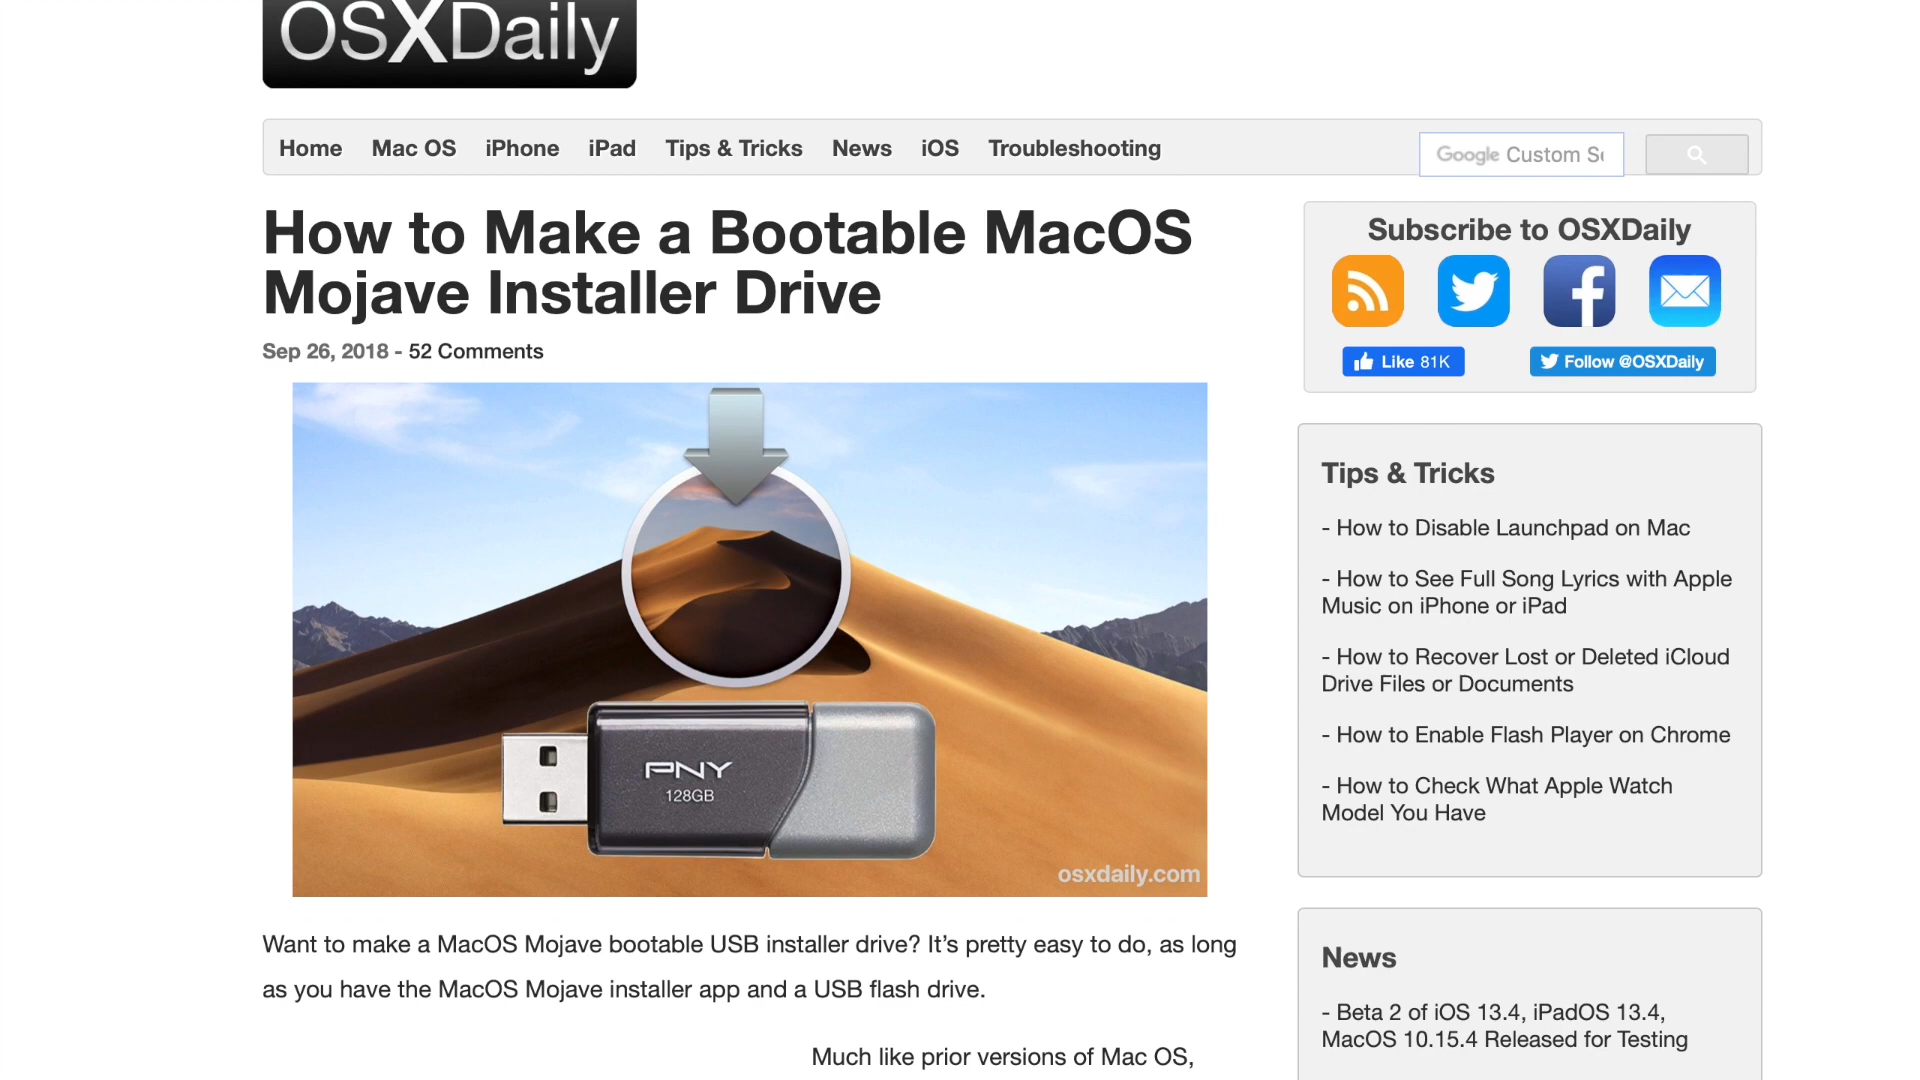 OSXDaily
Home Mac OS iPhone iPad Tips & Tricks News iOS Troubleshooting
Google Custom Se
How to Make a Bootable MacOS
Mojave Installer Drive
Sep 26, 2018 - 52 Comments
PNY
128GB
osxdaily.com
Want to make a MacOS Mojave bootable USB installer drive? It’s pretty easy to do, as long
as you have the MacOS Mojave installer app and a USB flash drive.
Much like prior versions of Mac OS,
Subscribe to OSXDaily
Like 81K
Follow @OSXDaily
Tips & Tricks
- How to Disable Launchpad on Mac
- How to See Full Song Lyrics with Apple
Music on iPhone or iPad
- How to Recover Lost or Deleted iCloud
Drive Files or Documents
- How to Enable Flash Player on Chrome
- How to Check What Apple Watch
Model You Have
News
- Beta 2 of iOS 13.4, iPadOS 13.4,
MacOS 10.15.4 Released for Testing